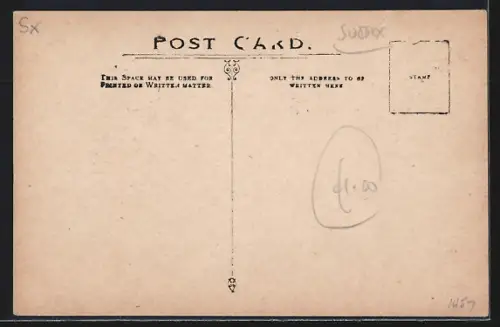 Sx
SUSSEX
POST CARD.
THIS SPACE MAY BE USED FOR
PRINTED OR WRITTEN MATTER.
ONLY THE ADDRESS TO BE
WRITTEN HERE
STAMP
£1.00